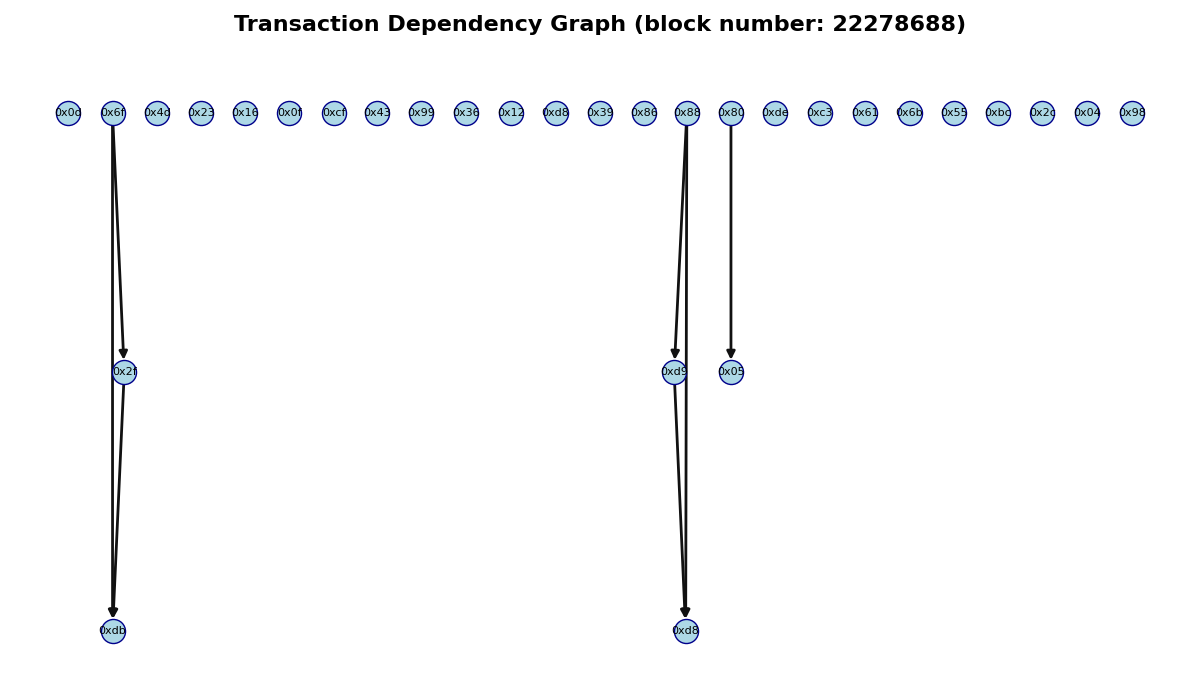 Transaction Dependency Graph (block number: 22278688)
0x0d 0x6f 0x4d 0x23 0x16 0x0f 0xcf 0x43 0x99 0x36 0x12 0xd8 0x39 0x86 0x88 0x80 0xde 0xc3 0x61 0x6b 0x55 0xbc 0x2c 0x04 0x98
0x2f 0xd9 0x05
0xdb 0xd8